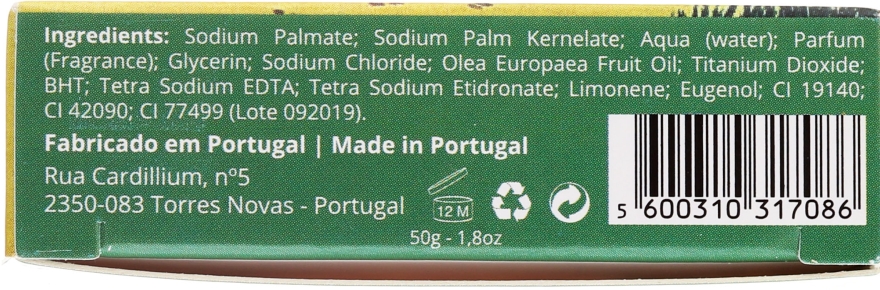 Ingredients: Sodium Palmate; Sodium Palm Kernelate; Aqua (water); Parfum
(Fragrance); Glycerin; Sodium Chloride; Olea Europaea Fruit Oil; Titanium Dioxide;
BHT; Tetra Sodium EDTA; Tetra Sodium Etidronate; Limonene; Eugenol; CI 19140;
CI 42090; CI 77499 (Lote 092019).
Fabricado em Portugal | Made in Portugal
Rua Cardillium, nº5
2350-083 Torres Novas - Portugal
12 M
50g - 1,8oz
5 600310 317086